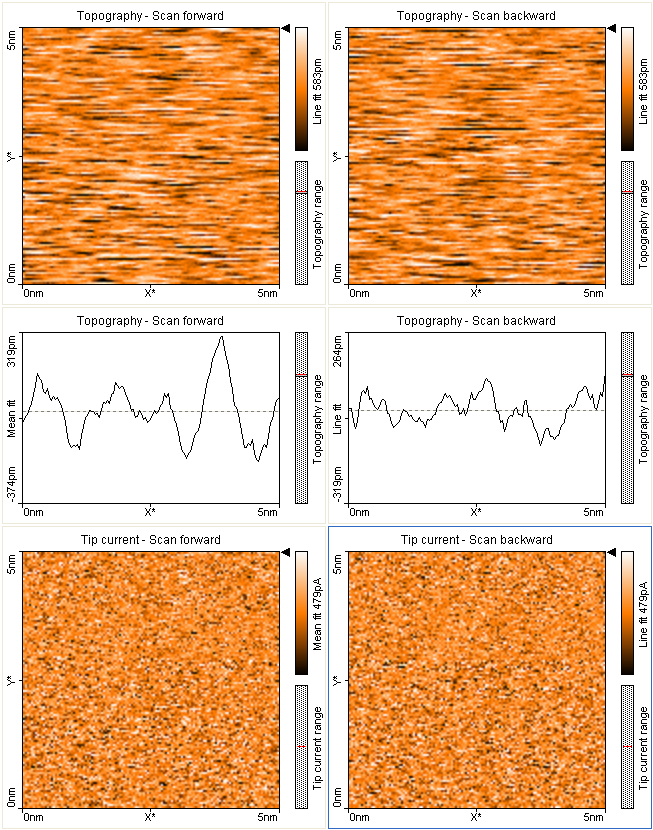 Topography - Scan forward
5nm
Y*
0nm
0nm
X*
5nm
Line fit 583pm
Topography range
Topography - Scan backward
5nm
Y*
0nm
0nm
X*
5nm
Line fit 583pm
Topography range
Topography - Scan forward
319pm
Mean fit
-374pm
0nm
X*
5nm
Topography range
Topography - Scan backward
264pm
Line fit
-319pm
0nm
X*
5nm
Topography range
Tip current - Scan forward
5nm
Y*
0nm
0nm
X*
5nm
Mean fit 479pA
Tip current range
Tip current - Scan backward
5nm
Y*
0nm
0nm
X*
5nm
Line fit 479pA
Tip current range